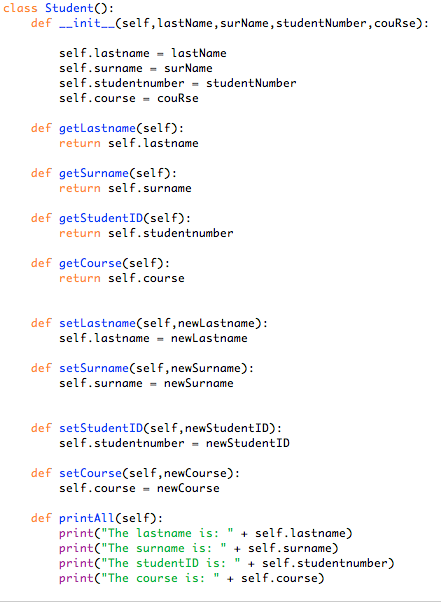 class Student():
    def __init__(self,lastName,surName,studentNumber,couRse):
        self.lastname = lastName
        self.surname = surName
        self.studentnumber = studentNumber
        self.course = couRse
    def getLastname(self):
        return self.lastname
    def getSurname(self):
        return self.surname
    def getStudentID(self):
        return self.studentnumber
    def getCourse(self):
        return self.course
    def setLastname(self,newLastname):
        self.lastname = newLastname
    def setSurname(self,newSurname):
        self.surname = newSurname
    def setStudentID(self,newStudentID):
        self.studentnumber = newStudentID
    def setCourse(self,newCourse):
        self.course = newCourse
    def printAll(self):
        print("The lastname is: " + self.lastname)
        print("The surname is: " + self.surname)
        print("The studentID is: " + self.studentnumber)
        print("The course is: " + self.course)